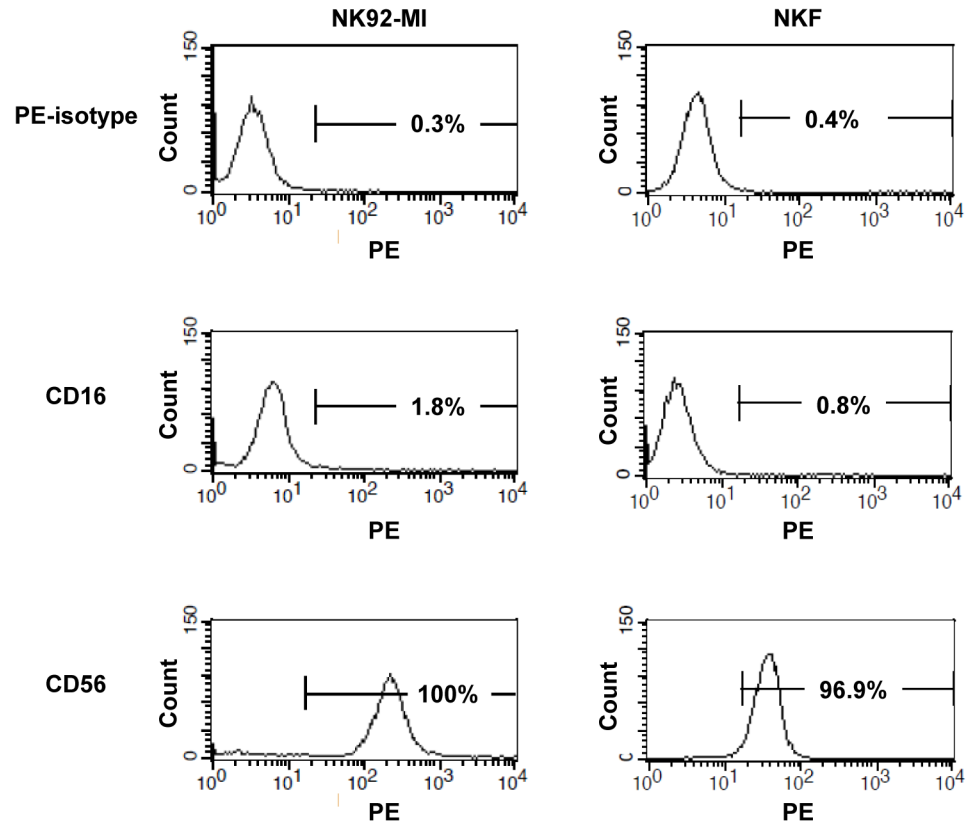 NK92-MI NKF
PE-isotype
150 150
Count 0.3% Count 0.4%
0 0
10^0 10^1 10^2 10^3 10^4 10^0 10^1 10^2 10^3 10^4
PE PE
CD16
150 150
Count 1.8% Count 0.8%
0 0
10^0 10^1 10^2 10^3 10^4 10^0 10^1 10^2 10^3 10^4
PE PE
CD56
150 150
Count 100% Count 96.9%
0 C
10^0 10^1 10^2 10^3 10^4 10^0 10^1 10^2 10^3 10^4
PE PE